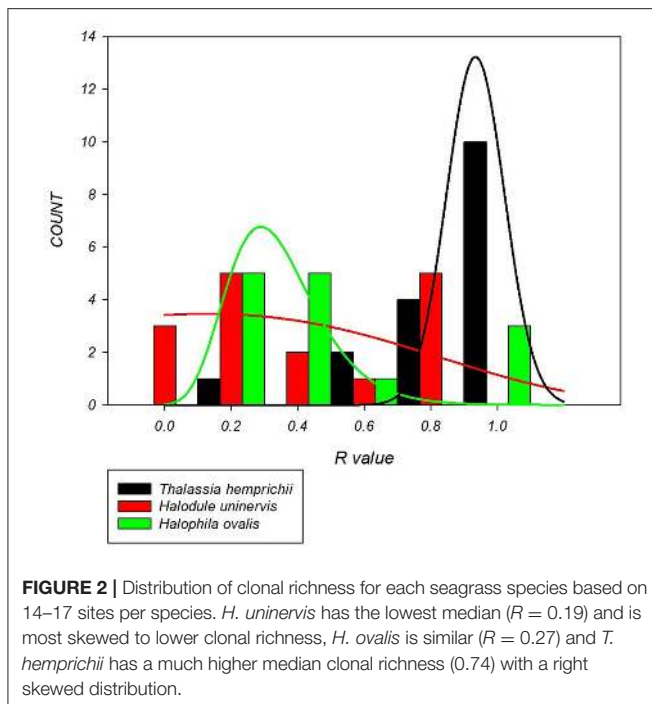 14
12
10
8
6
4
2
0
COUNT
0.0 0.2 0.4 0.6 0.8 1.0
R value
Thalassia hemprichii
Halodule uninervis
Halophila ovalis
FIGURE 2 | Distribution of clonal richness for each seagrass species based on
14–17 sites per species. H. uninervis has the lowest median (R = 0.19) and is
most skewed to lower clonal richness, H. ovalis is similar (R = 0.27) and T.
hemprichii has a much higher median clonal richness (0.74) with a right
skewed distribution.